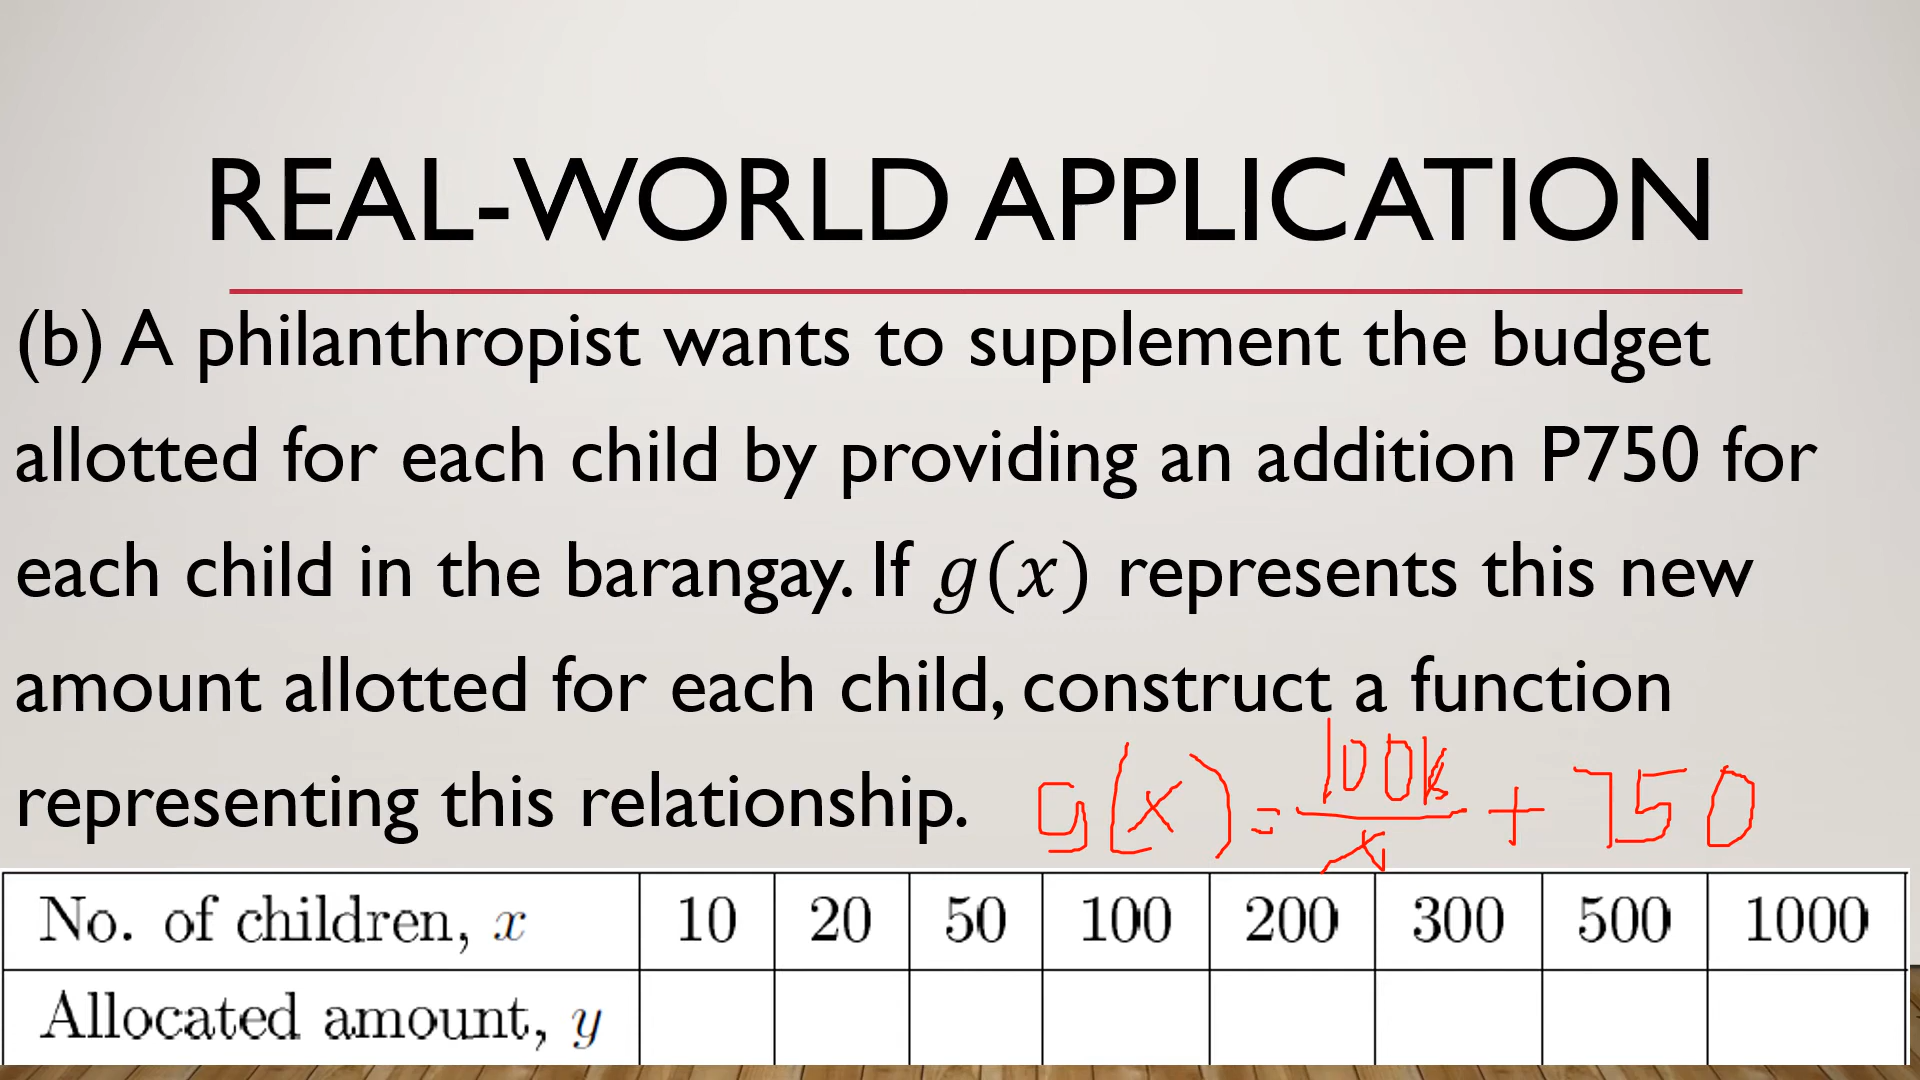 REAL-WORLD APPLICATION
(b) A philanthropist wants to supplement the budget
allotted for each child by providing an addition P750 for
each child in the barangay. If g(x) represents this new
amount allotted for each child, construct a function
representing this relationship. g(x) = 100k/x + 750
No. of children, x 10 20 50 100 200 300 500 1000
Allocated amount, y